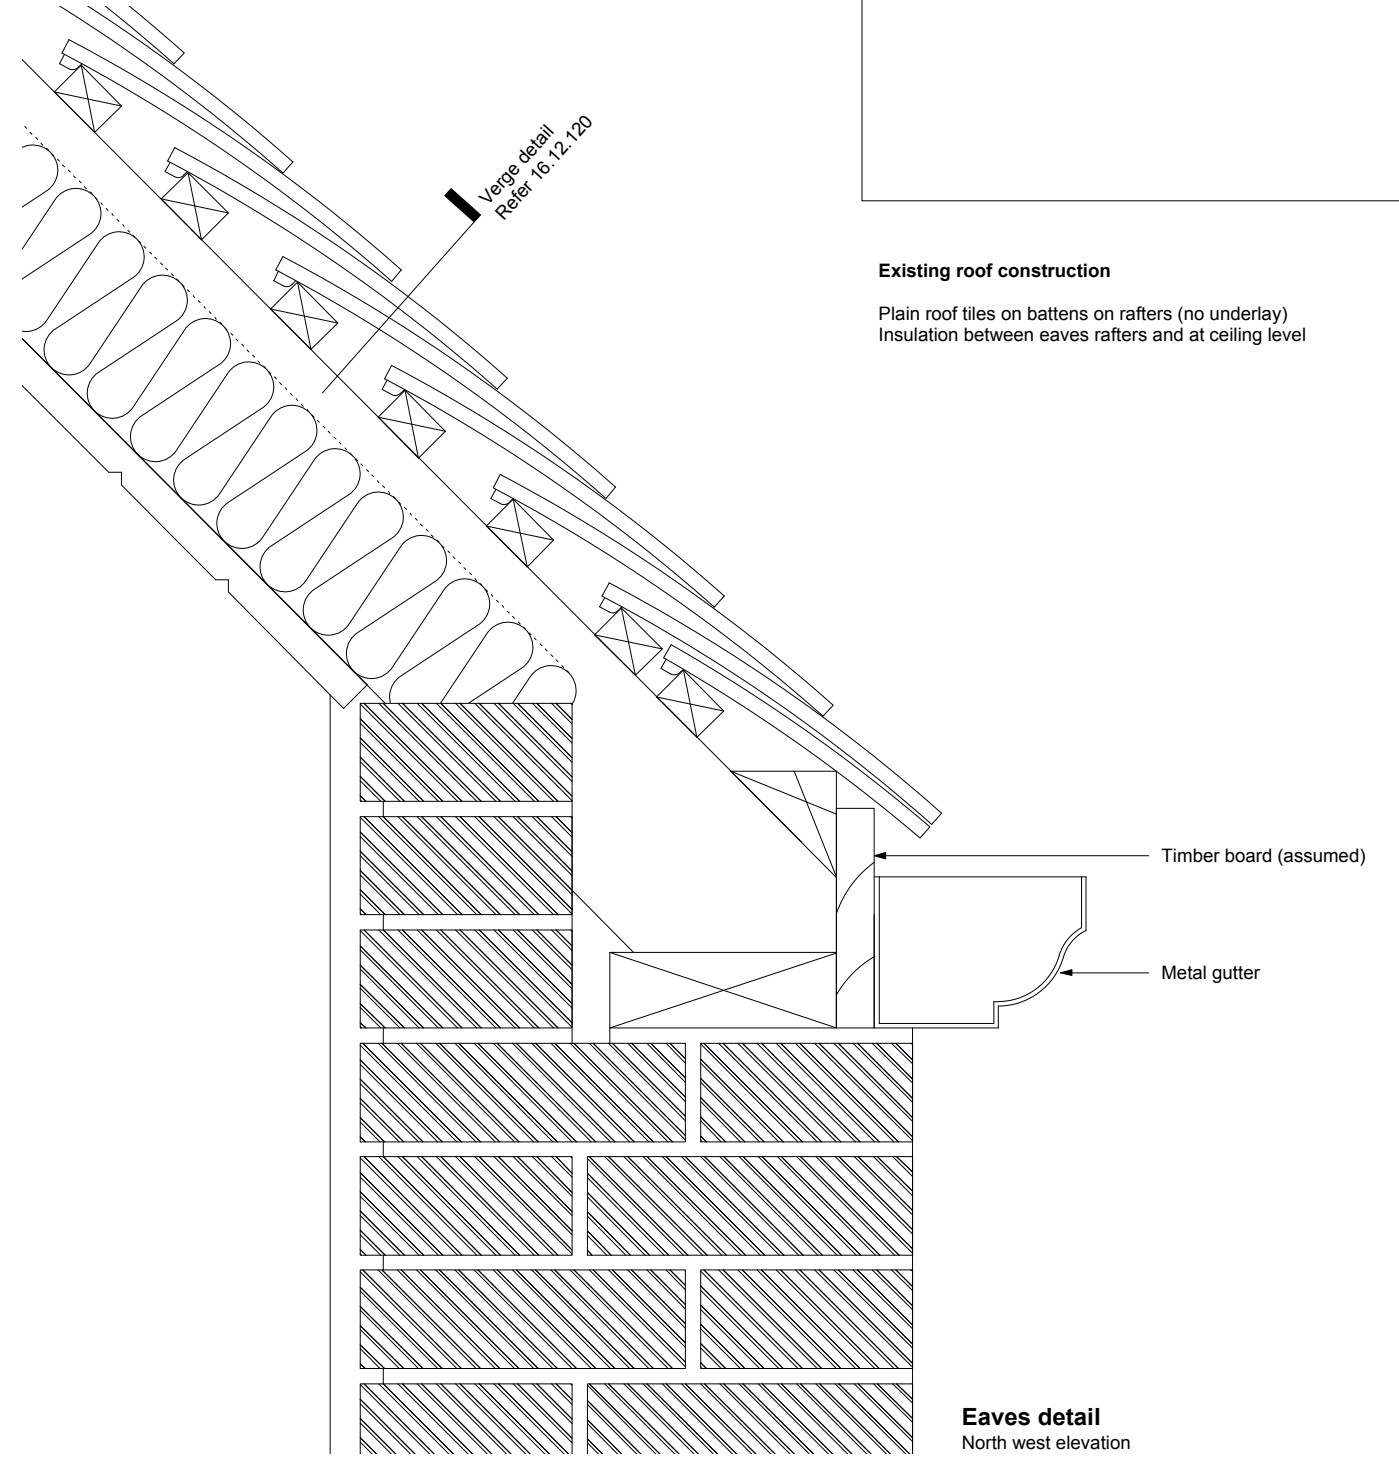 Verge detail
Refer 16.12.120
Existing roof construction
Plain roof tiles on battens on rafters (no underlay)
Insulation between eaves rafters and at ceiling level
Timber board (assumed)
Metal gutter
Eaves detail
North west elevation